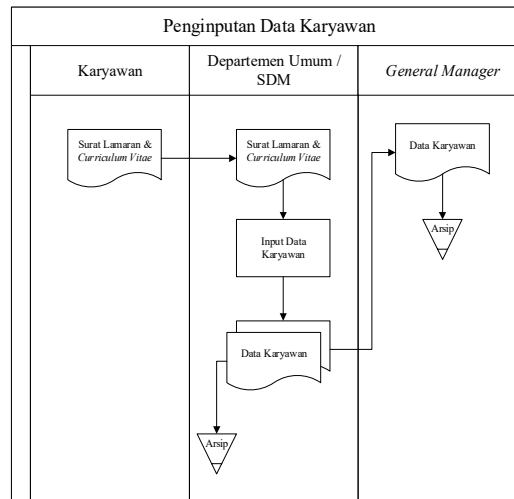 Penginputan Data Karyawan
Karyawan
Departemen Umum /
SDM
General Manager
Surat Lamaran &
Curriculum Vitae
Surat Lamaran &
Curriculum Vitae
Data Karyawan
Arsip
Input Data
Karyawan
Data Karyawan
Arsip